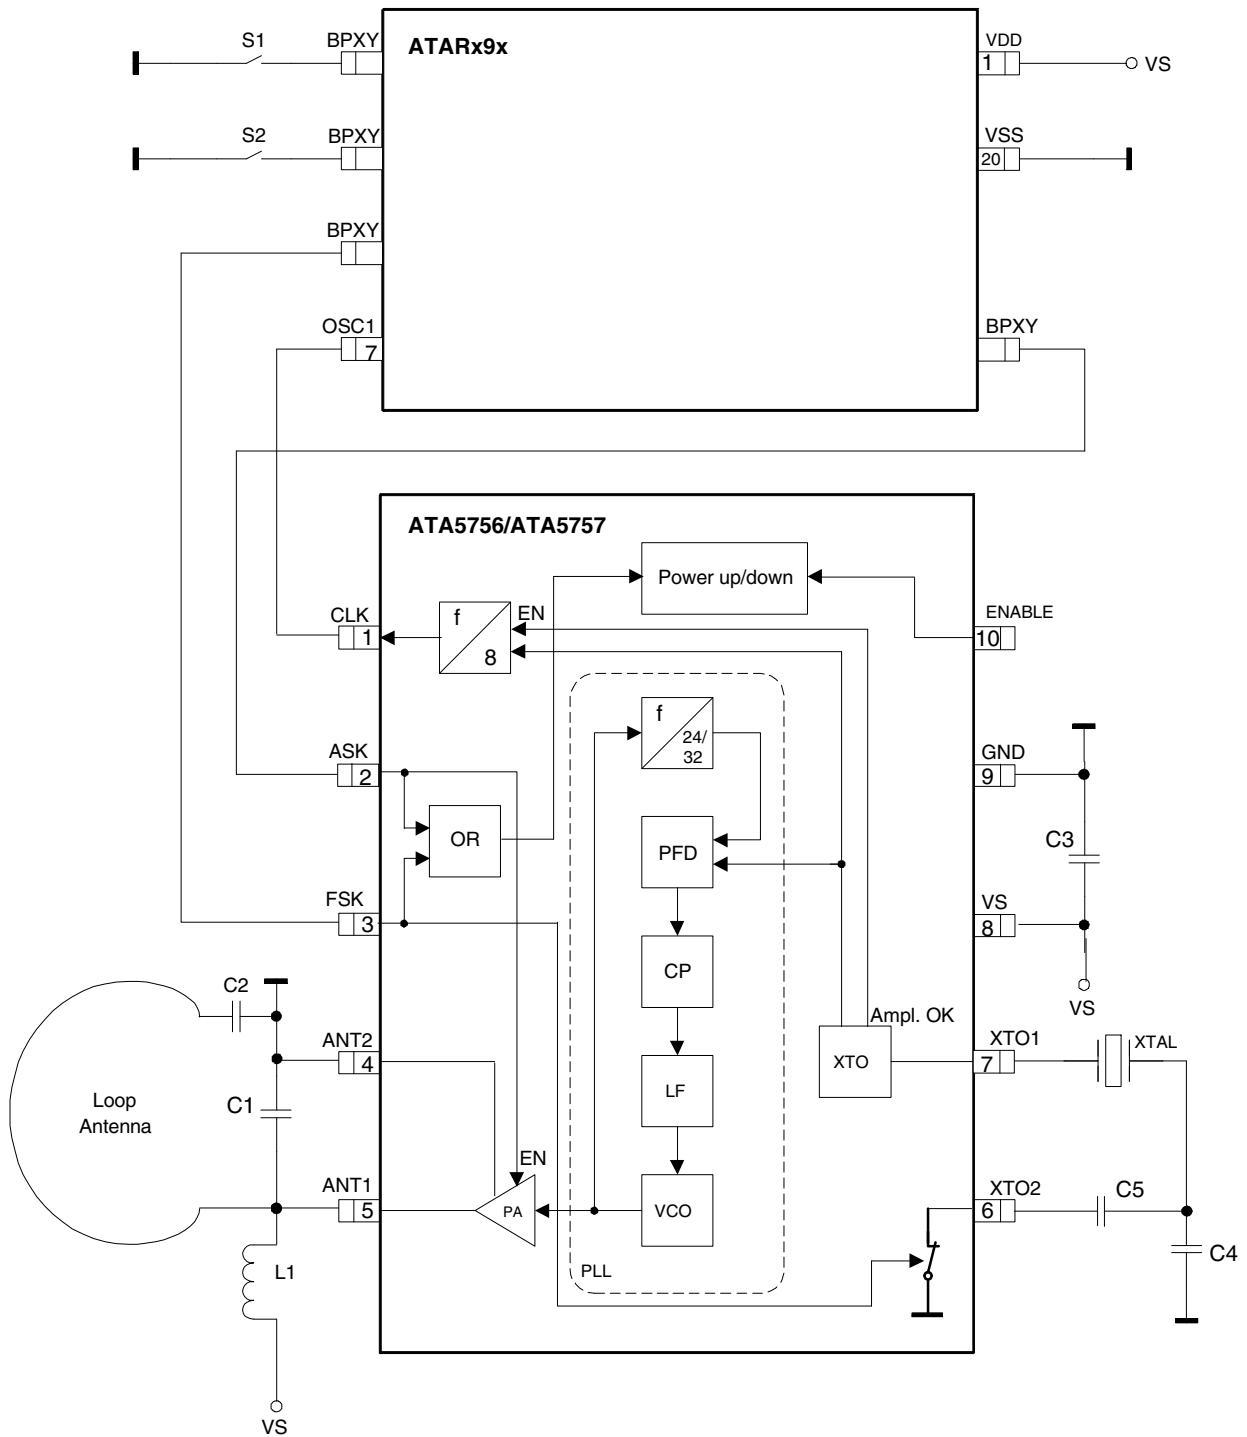 S1
BPXY
ATARx9x
VDD
1
VS
S2
BPXY
VSS
20
BPXY
OSC1
7
BPXY
ATA5756/ATA5757
Power up/down
CLK
1
f
8
EN
ENABLE
10
f
24/
32
ASK
2
GND
9
OR
PFD
C3
FSK
3
VS
8
CP
C2
VS
Ampl. OK
ANT2
4
XTO
XTO1
7
XTAL
Loop
Antenna
C1
LF
EN
ANT1
5
PA
VCO
XTO2
6
C5
C4
L1
PLL
VS